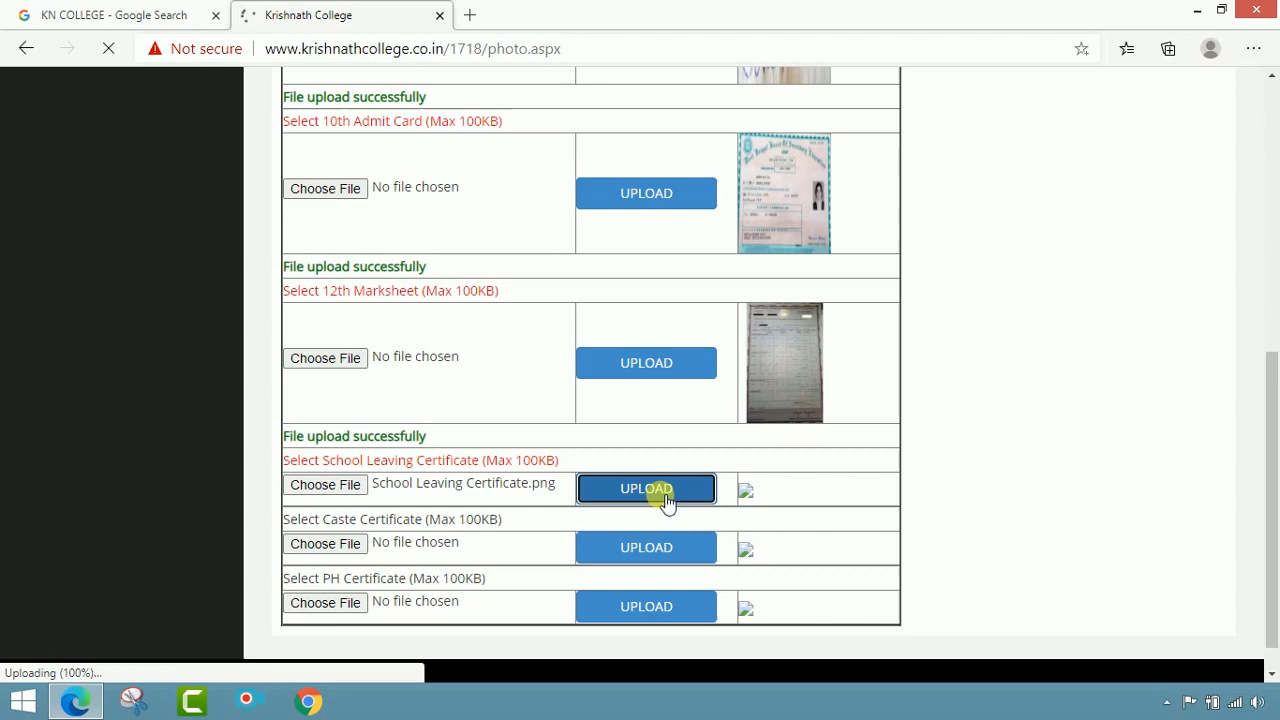 KN COLLEGE - Google Search
Krishnath College
Not secure
www.krishnathcollege.co.in/1718/photo.aspx
File upload successfully
Select 10th Admit Card (Max 100KB)
Choose File No file chosen
UPLOAD
File upload successfully
Select 12th Marksheet (Max 100KB)
Choose File No file chosen
UPLOAD
File upload successfully
Select School Leaving Certificate (Max 100KB)
Choose File School Leaving Certificate.png
UPLOAD
Select Caste Certificate (Max 100KB)
Choose File No file chosen
UPLOAD
Select PH Certificate (Max 100KB)
Choose File No file chosen
UPLOAD
Uploading (100%)...